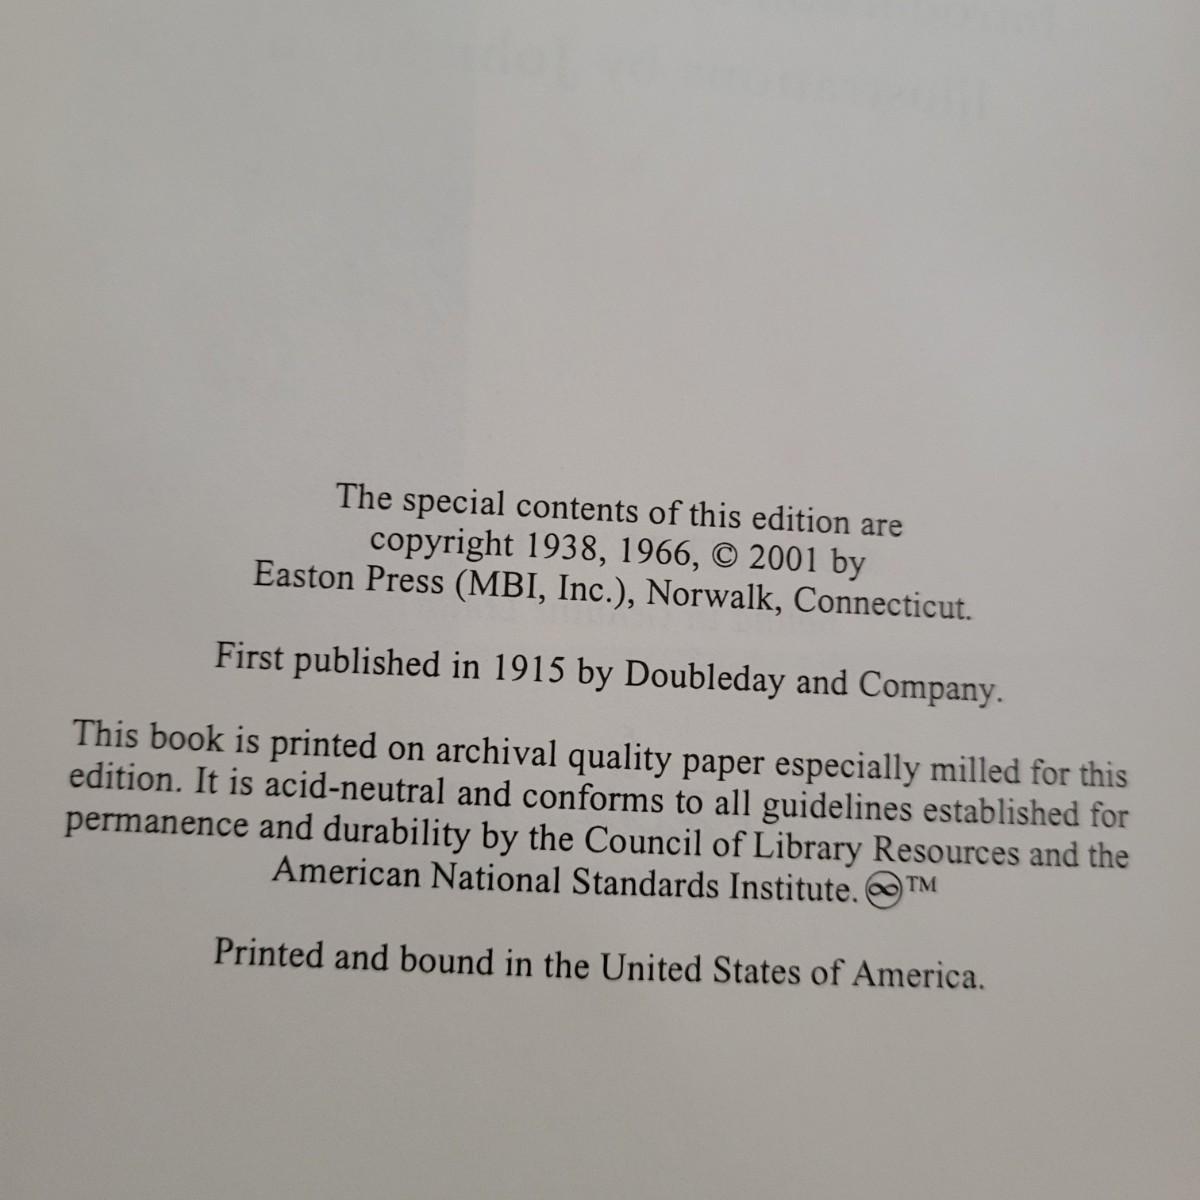 The special contents of this edition are
copyright 1938, 1966, © 2001 by
Easton Press (MBI, Inc.), Norwalk, Connecticut.
First published in 1915 by Doubleday and Company.
This book is printed on archival quality paper especially milled for this
edition. It is acid-neutral and conforms to all guidelines established for
permanence and durability by the Council of Library Resources and the
American National Standards Institute. ♾™
Printed and bound in the United States of America.